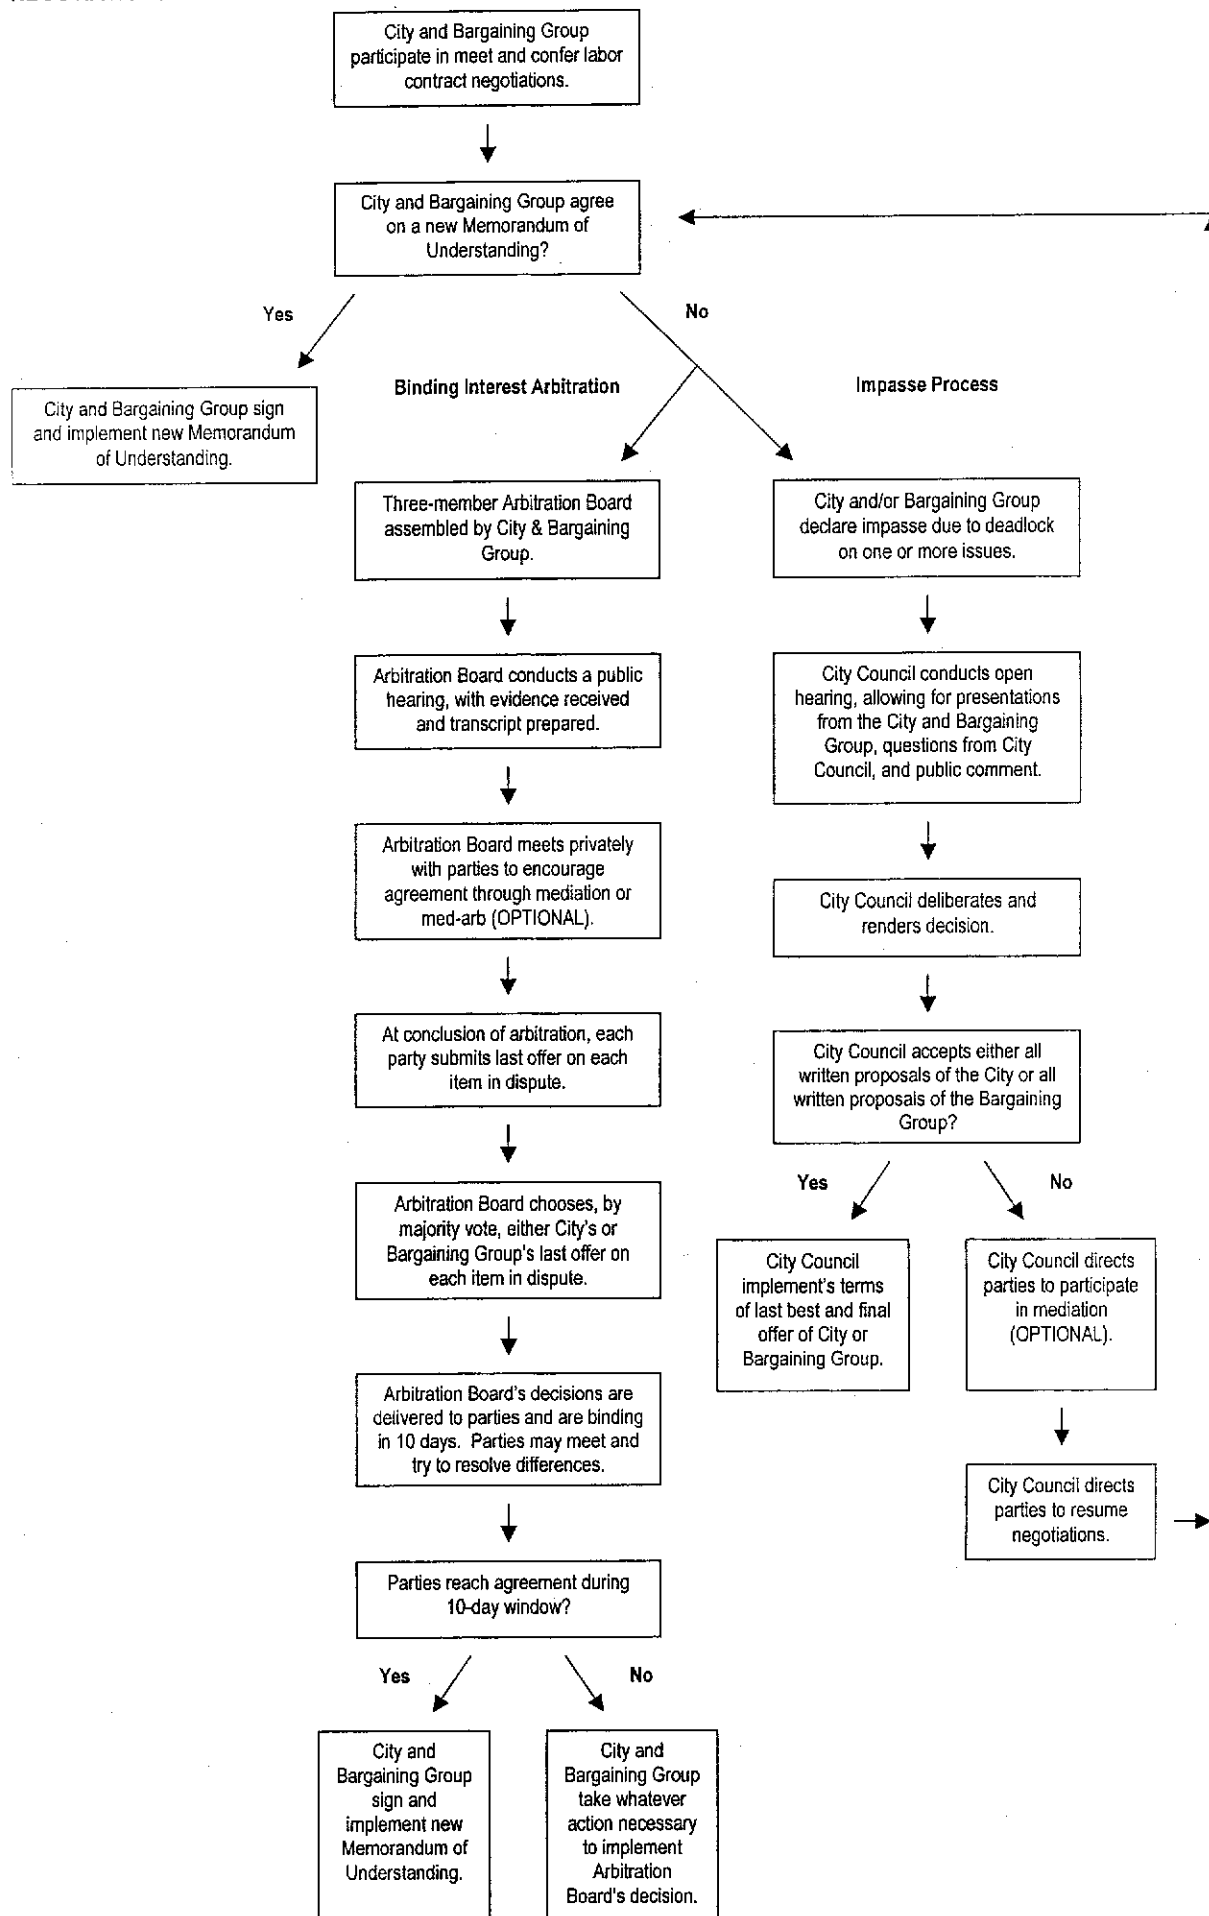 City and Bargaining Group
participate in meet and confer labor
contract negotiations.
City and Bargaining Group agree
on a new Memorandum of
Understanding?
Yes
No
Binding Interest Arbitration
Impasse Process
City and Bargaining Group sign
and implement new Memorandum
of Understanding.
Three-member Arbitration Board
assembled by City & Bargaining
Group.
City and/or Bargaining Group
declare impasse due to deadlock
on one or more issues.
Arbitration Board conducts a public
hearing, with evidence received
and transcript prepared.
City Council conducts open
hearing, allowing for presentations
from the City and Bargaining
Group, questions from City
Council, and public comment.
Arbitration Board meets privately
with parties to encourage
agreement through mediation or
med-arb (OPTIONAL).
City Council deliberates and
renders decision.
At conclusion of arbitration, each
party submits last offer on each
item in dispute.
City Council accepts either all
written proposals of the City or all
written proposals of the Bargaining
Group?
Yes
No
Arbitration Board chooses, by
majority vote, either City's or
Bargaining Group's last offer on
each item in dispute.
City Council
implement's terms
of last best and final
offer of City or
Bargaining Group.
City Council directs
parties to participate
in mediation
(OPTIONAL).
Arbitration Board's decisions are
delivered to parties and are binding
in 10 days. Parties may meet and
try to resolve differences.
City Council directs
parties to resume
negotiations.
Parties reach agreement during
10-day window?
Yes
No
City and
Bargaining Group
sign and
implement new
Memorandum of
Understanding.
City and
Bargaining Group
take whatever
action necessary
to implement
Arbitration
Board's decision.